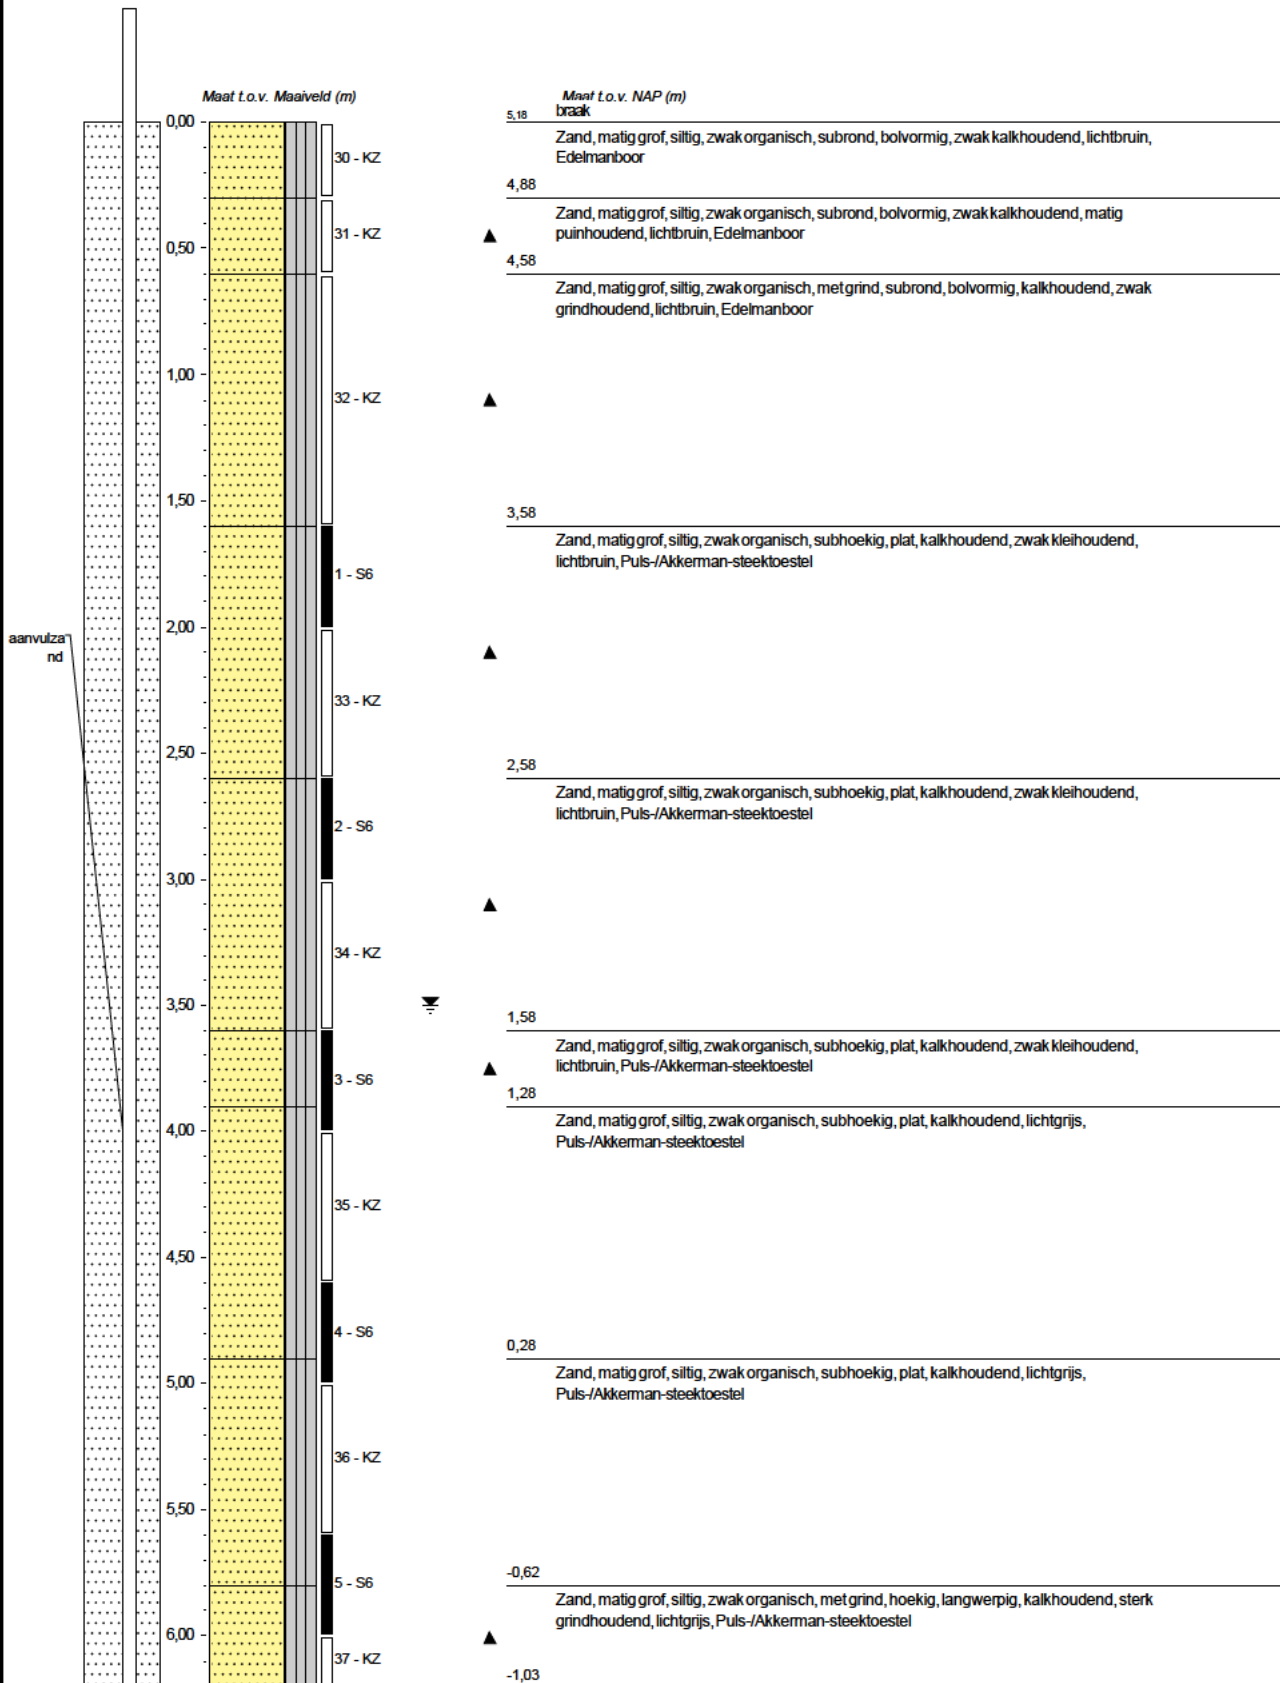 Maat t.o.v. Maaiveld (m)
Maat t.o.v. NAP (m)
0,00
5,18
braak
Zand, matig grof, siltig, zwak organisch, subrond, bolvormig, zwak kalkhoudend, lichtbruin,
Edelmanboor
30 - KZ
4,88
Zand, matig grof, siltig, zwak organisch, subrond, bolvormig, zwak kalkhoudend, matig
puinhoudend, lichtbruin, Edelmanboor
31 - KZ
0,50
4,58
Zand, matig grof, siltig, zwak organisch, met grind, subrond, bolvormig, kalkhoudend, zwak
grindhoudend, lichtbruin, Edelmanboor
1,00
32 - KZ
1,50
3,58
Zand, matig grof, siltig, zwak organisch, subhoekig, plat, kalkhoudend, zwak kleihoudend,
lichtbruin, Puls-/Akkerman-steektoestel
1 - S6
2,00
aanvulza
nd
33 - KZ
2,50
2,58
Zand, matig grof, siltig, zwak organisch, subhoekig, plat, kalkhoudend, zwak kleihoudend,
lichtbruin, Puls-/Akkerman-steektoestel
2 - S6
3,00
34 - KZ
3,50
1,58
Zand, matig grof, siltig, zwak organisch, subhoekig, plat, kalkhoudend, zwak kleihoudend,
lichtbruin, Puls-/Akkerman-steektoestel
3 - S6
1,28
Zand, matig grof, siltig, zwak organisch, subhoekig, plat, kalkhoudend, lichtgrijs,
Puls-/Akkerman-steektoestel
4,00
35 - KZ
4,50
4 - S6
0,28
Zand, matig grof, siltig, zwak organisch, subhoekig, plat, kalkhoudend, lichtgrijs,
Puls-/Akkerman-steektoestel
5,00
36 - KZ
5,50
-0,62
5 - S6
Zand, matig grof, siltig, zwak organisch, met grind, hoekig, langwerpig, kalkhoudend, sterk
grindhoudend, lichtgrijs, Puls-/Akkerman-steektoestel
6,00
37 - KZ
-1,03